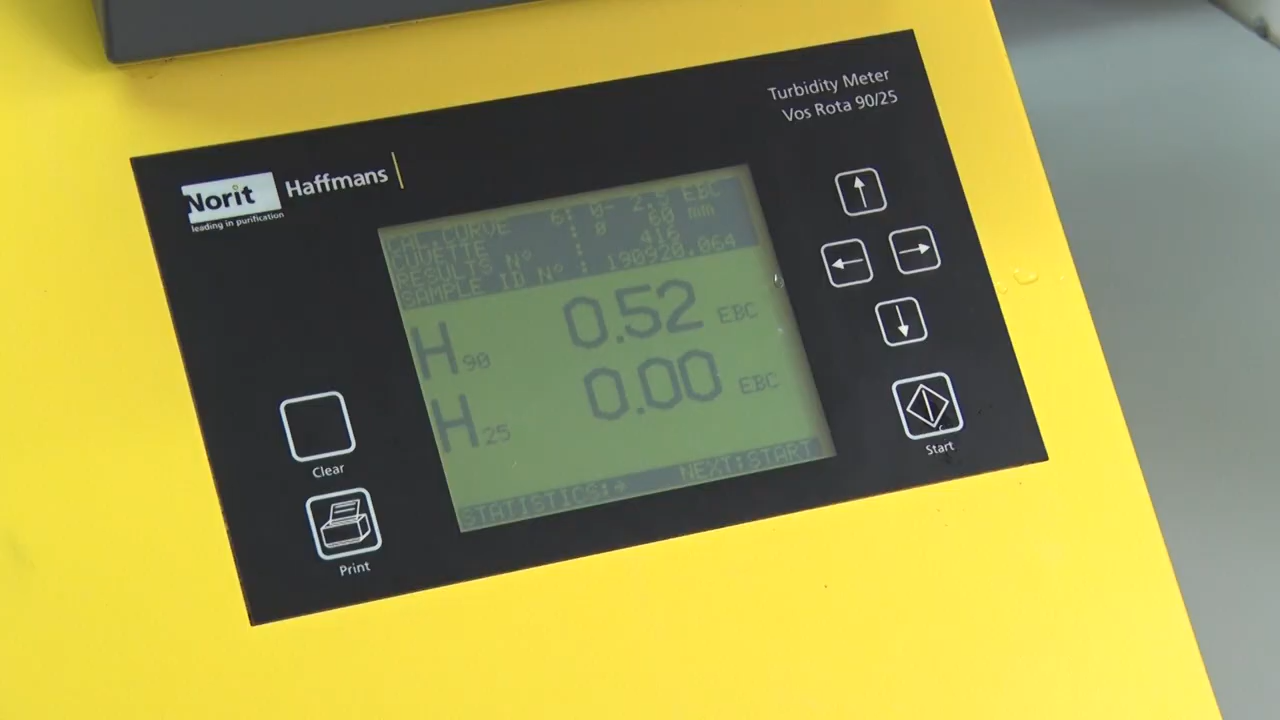 Turbidity Meter
Vos Rota 90/25
Norit Haffmans
leading in purification
CAL.CURVE 6: 0- 2.5 EBC
CUVETTE : 60 mm
RESULTS N° : 416
SAMPLE ID N° : 190920.064
H90 0.52 EBC
H25 0.00 EBC
STATISTICS:→ NEXT:START
Clear
Print
Start